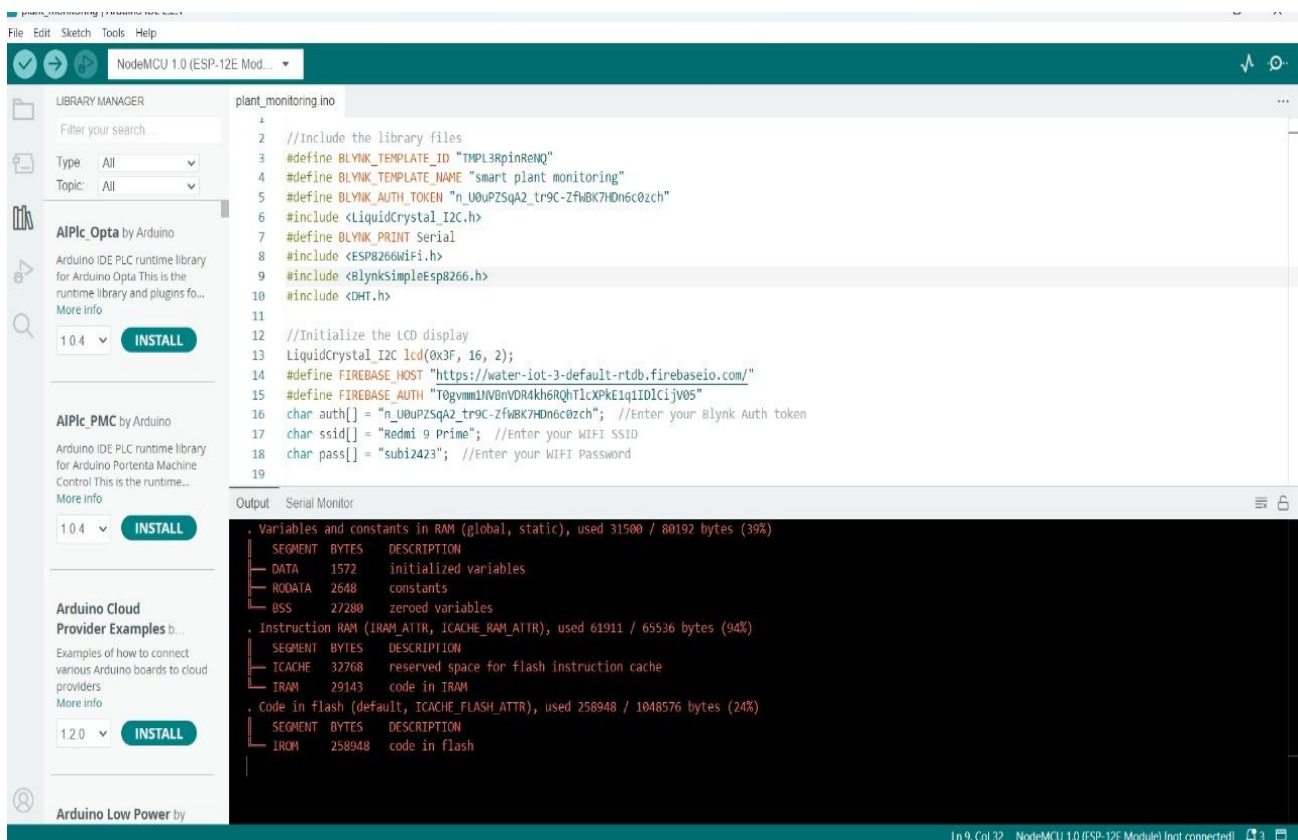 plant_monitoring | Arduino IDE 2.2.1
File Edit Sketch Tools Help
NodeMCU 1.0 (ESP-12E Mod...
LIBRARY MANAGER
Filter your search...
Type: All
Topic: All
AlPlc_Opta by Arduino
Arduino IDE PLC runtime library
for Arduino Opta This is the
runtime library and plugins fo...
More info
1.0.4 INSTALL
AlPlc_PMC by Arduino
Arduino IDE PLC runtime library
for Arduino Portenta Machine
Control This is the runtime...
More info
1.0.4 INSTALL
Arduino Cloud
Provider Examples b...
Examples of how to connect
various Arduino boards to cloud
providers
More info
1.2.0 INSTALL
Arduino Low Power by
plant_monitoring.ino
1
2 //Include the library files
3 #define BLYNK_TEMPLATE_ID "TMPL3RpinReNQ"
4 #define BLYNK_TEMPLATE_NAME "smart plant monitoring"
5 #define BLYNK_AUTH_TOKEN "n_U0uPZSqA2_tr9C-ZfWBK7HDn6c0zch"
6 #include <LiquidCrystal_I2C.h>
7 #define BLYNK_PRINT Serial
8 #include <ESP8266WiFi.h>
9 #include <BlynkSimpleEsp8266.h>
10 #include <DHT.h>
11
12 //Initialize the LCD display
13 LiquidCrystal_I2C lcd(0x3F, 16, 2);
14 #define FIREBASE_HOST "https://water-iot-3-default-rtdb.firebaseio.com/"
15 #define FIREBASE_AUTH "T0gvmm1NVBnVDR4kh6RQhTlcXPkE1q1IDlCijV05"
16 char auth[] = "n_U0uPZSqA2_tr9C-ZfWBK7HDn6c0zch"; //Enter your Blynk Auth token
17 char ssid[] = "Redmi 9 Prime"; //Enter your WIFI SSID
18 char pass[] = "subi2423"; //Enter your WIFI Password
19
Output Serial Monitor
. Variables and constants in RAM (global, static), used 31500 / 80192 bytes (39%)
SEGMENT BYTES DESCRIPTION
DATA 1572 initialized variables
RODATA 2648 constants
BSS 27280 zeroed variables
. Instruction RAM (IRAM_ATTR, ICACHE_RAM_ATTR), used 61911 / 65536 bytes (94%)
SEGMENT BYTES DESCRIPTION
ICACHE 32768 reserved space for flash instruction cache
IRAM 29143 code in IRAM
. Code in flash (default, ICACHE_FLASH_ATTR), used 258948 / 1048576 bytes (24%)
SEGMENT BYTES DESCRIPTION
IROM 258948 code in flash
Ln 9, Col 32 NodeMCU 1.0 (ESP-12E Module) [not connected] 3